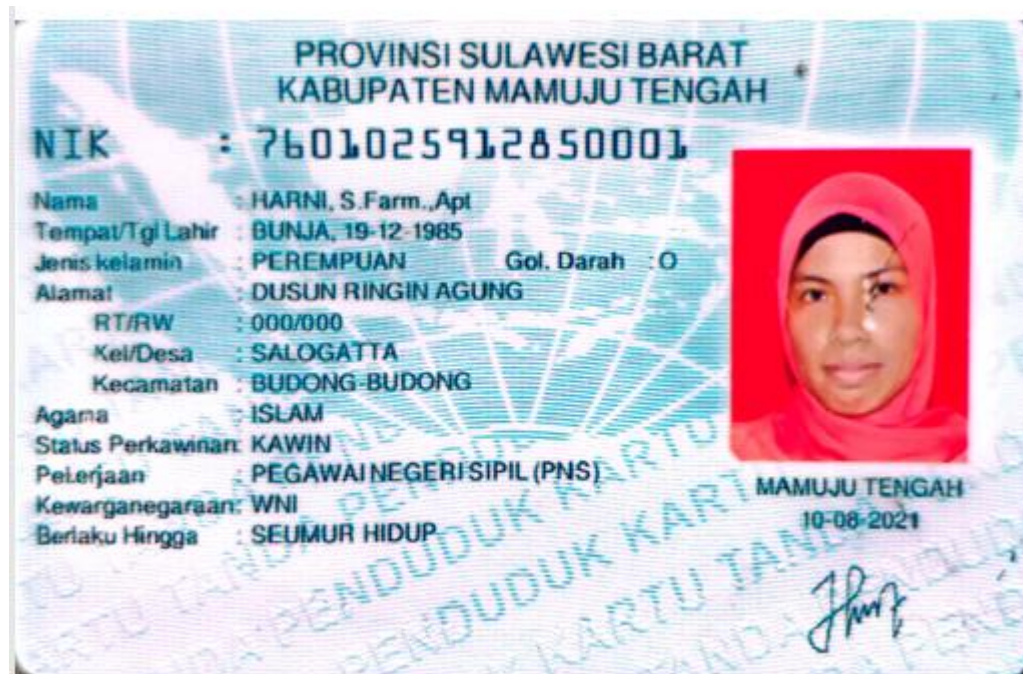 PROVINSI SULAWESI BARAT
KABUPATEN MAMUJU TENGAH
NIK : 7601025912850001
Nama : HARNI, S.Farm.,Apt
Tempat/Tgl Lahir : BUNJA, 19-12-1985
Jenis kelamin : PEREMPUAN Gol. Darah : O
Alamat : DUSUN RINGIN AGUNG
RT/RW : 000/000
Kel/Desa : SALOGATTA
Kecamatan : BUDONG-BUDONG
Agama : ISLAM
Status Perkawinan: KAWIN
Pekerjaan : PEGAWAI NEGERI SIPIL (PNS)
Kewarganegaraan: WNI
Berlaku Hingga : SEUMUR HIDUP
MAMUJU TENGAH
10-08-2021